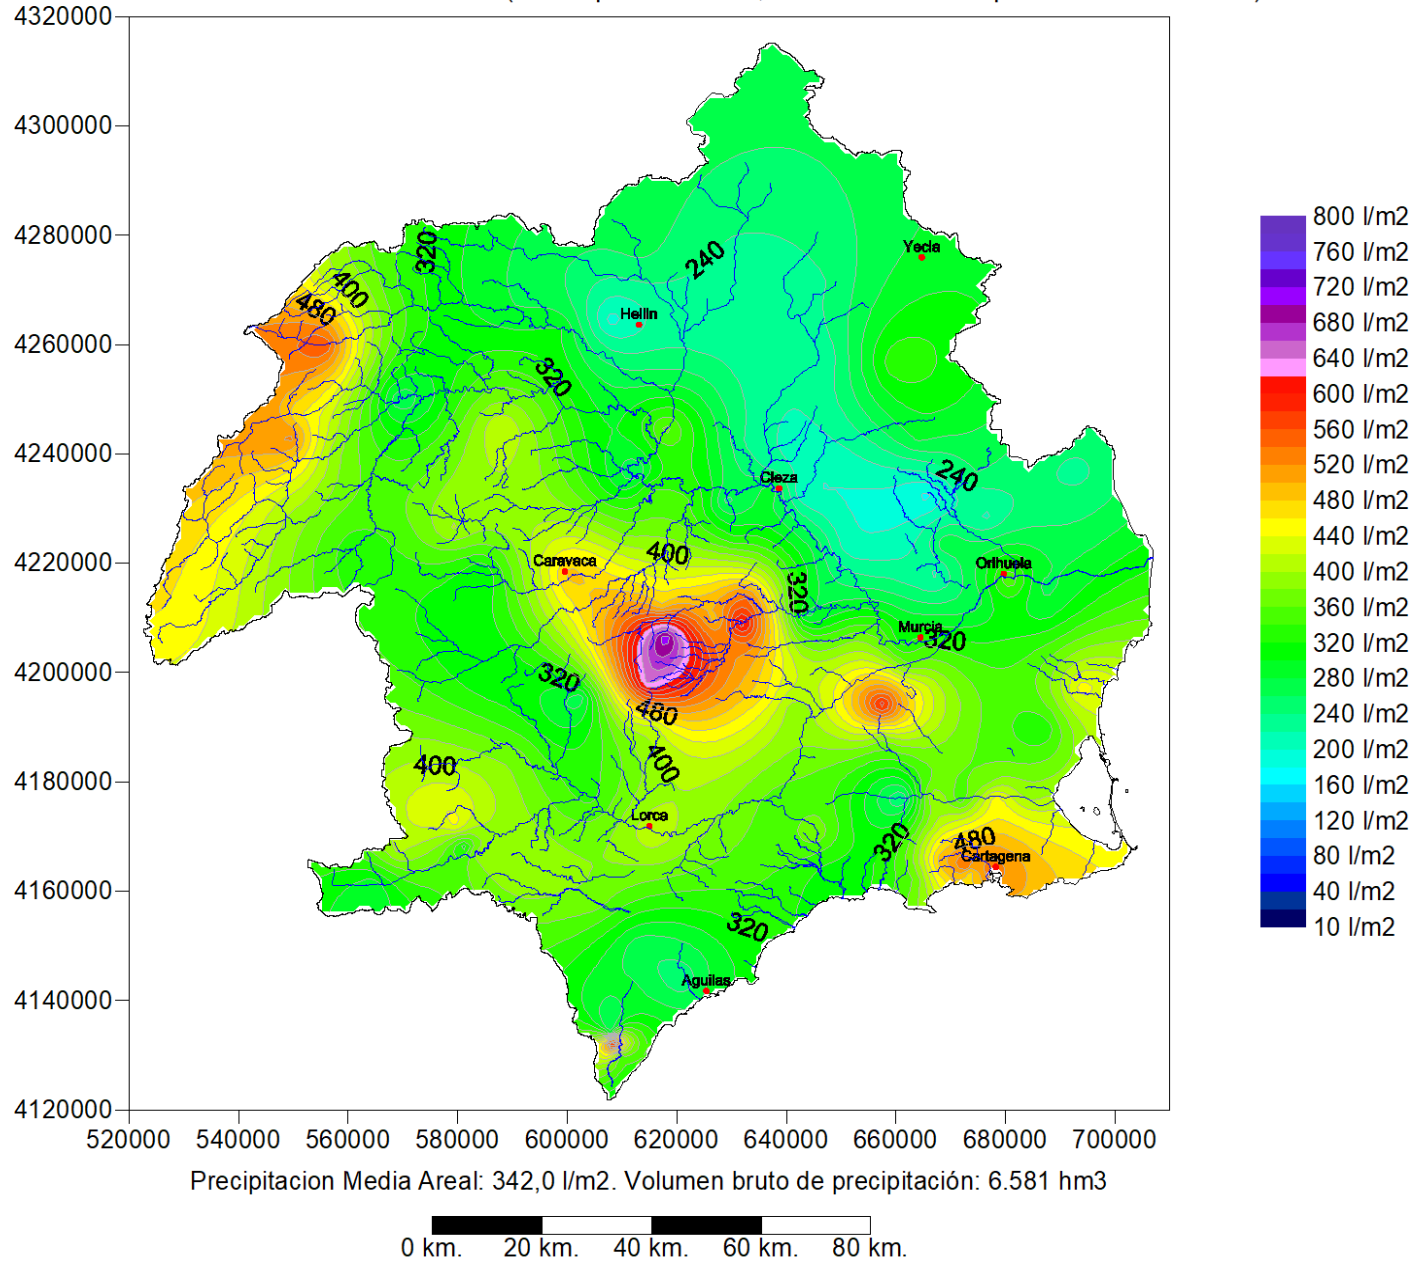 4320000
4300000
4280000
4260000
4240000
4220000
4200000
4180000
4160000
4140000
4120000
520000 540000 560000 580000 600000 620000 640000 660000 680000 700000
320
400
480
240
Yecla
Hellin
320
240
Cieza
400
Caravaca
Orihuela
320
Murcia
320
320
480
400
400
Lorca
320
480
Cartagena
320
Aguilas
800 l/m2
760 l/m2
720 l/m2
680 l/m2
640 l/m2
600 l/m2
560 l/m2
520 l/m2
480 l/m2
440 l/m2
400 l/m2
360 l/m2
320 l/m2
280 l/m2
240 l/m2
200 l/m2
160 l/m2
120 l/m2
80 l/m2
40 l/m2
10 l/m2
Precipitacion Media Areal: 342,0 l/m2. Volumen bruto de precipitación: 6.581 hm3
0 km. 20 km. 40 km. 60 km. 80 km.